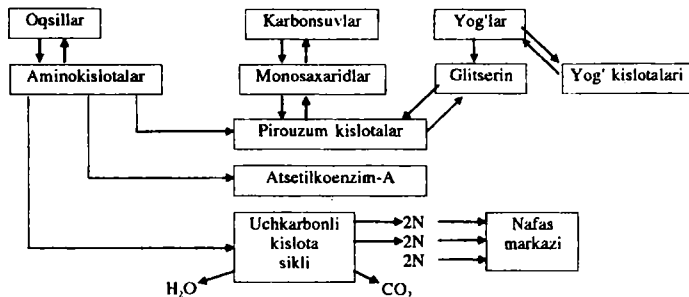 Oqsillar
Karbonsuvlar
Yog'lar
Aminokislotalar
Monosaxaridlar
Glitserin
Yog' kislotalari
Pirouzum kislotalar
Atsetilkoenzim-A
Uchkarbonli
kislota
sikli
2N
2N
2N
Nafas
markazi
H₂O
CO₂